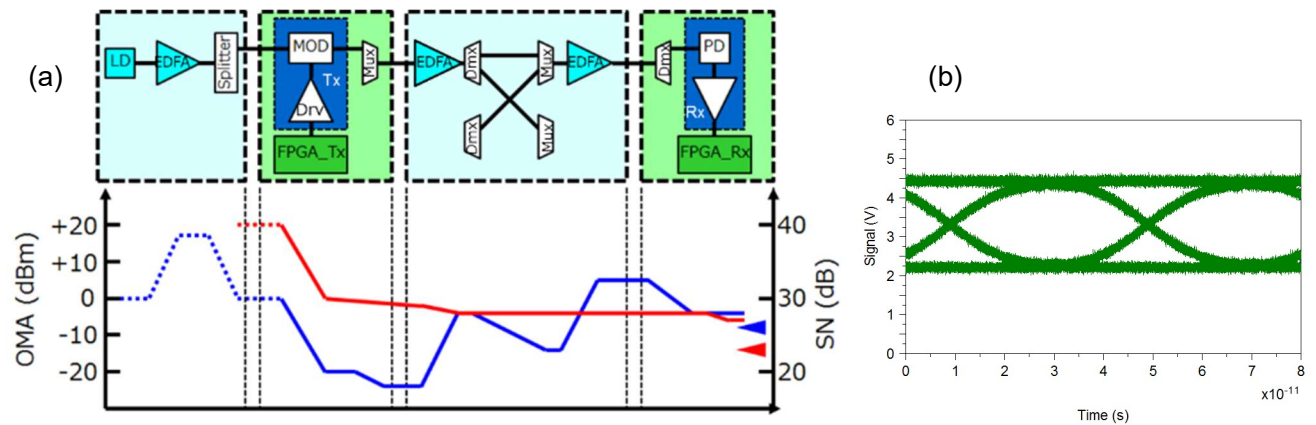 (a)
LD
EDFA
Splitter
MOD
Tx
Drv
FPGA_Tx
Mux
EDFA
Dmx
Mux
EDFA
Dmx
Mux
Dmx
PD
Rx
FPGA_Rx
OMA (dBm)
+20
+10
0
-10
-20
SN (dB)
40
30
20
(b)
Signal (V)
6
5
4
3
2
1
0
0 1 2 3 4 5 6 7 8
x10-11
Time (s)